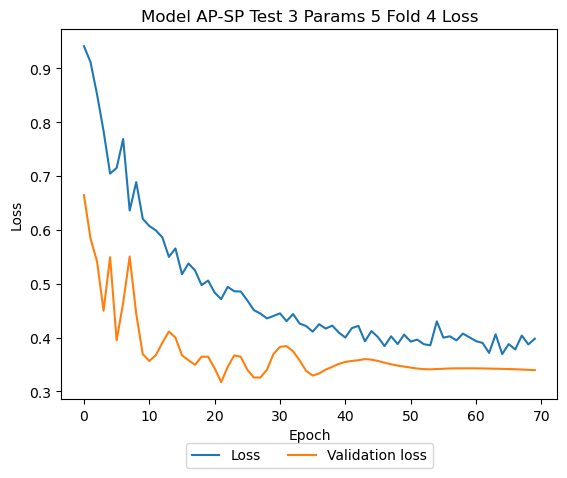 Model AP-SP Test 3 Params 5 Fold 4 Loss
Loss
0.9
0.8
0.7
0.6
0.5
0.4
0.3
0 10 20 30 40 50 60 70
Epoch
Loss Validation loss